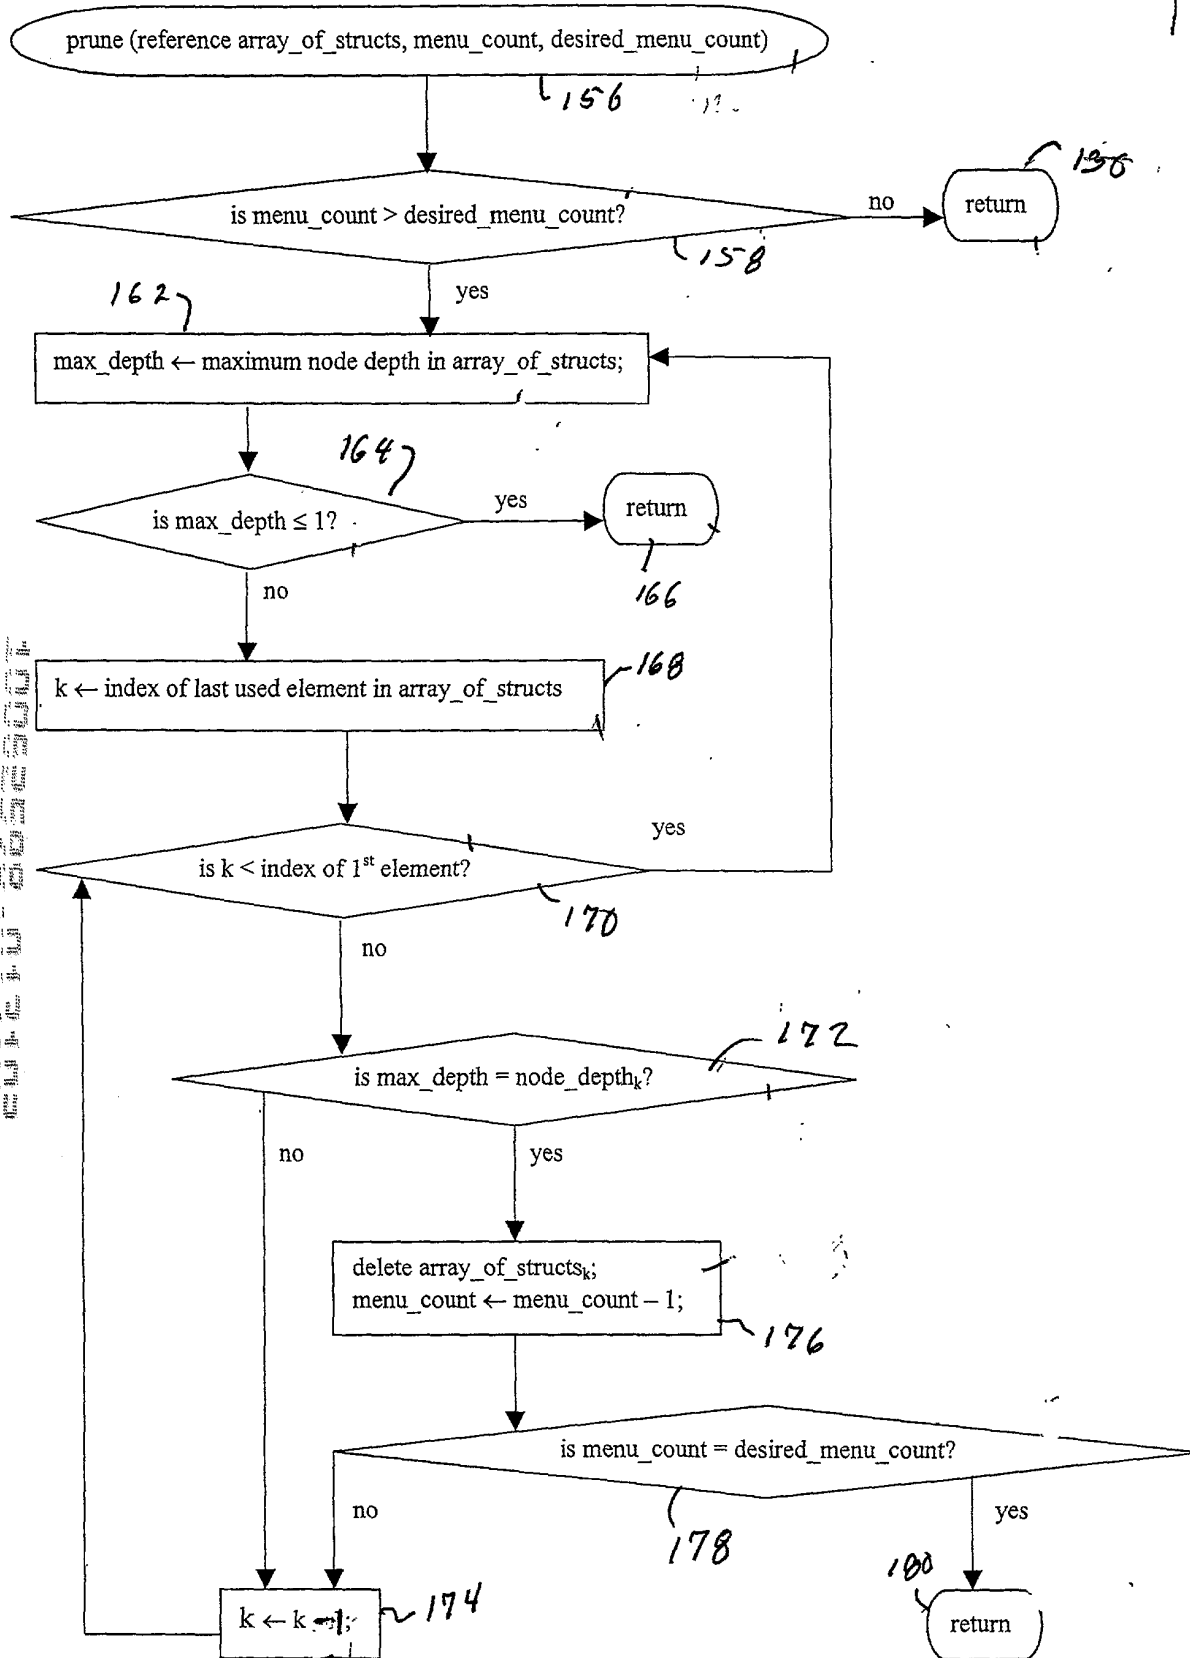 prune (reference array_of_structs, menu_count, desired_menu_count)
156
is menu_count > desired_menu_count?
no
return
158
yes
162
max_depth ← maximum node depth in array_of_structs;
164
is max_depth ≤ 1?
yes
return
166
no
168
k ← index of last used element in array_of_structs
yes
is k < index of 1st element?
170
no
172
is max_depth = node_depthk?
no
yes
delete array_of_structsk;
menu_count ← menu_count – 1;
176
is menu_count = desired_menu_count?
no
178
yes
180
174
k ← k -1;
return